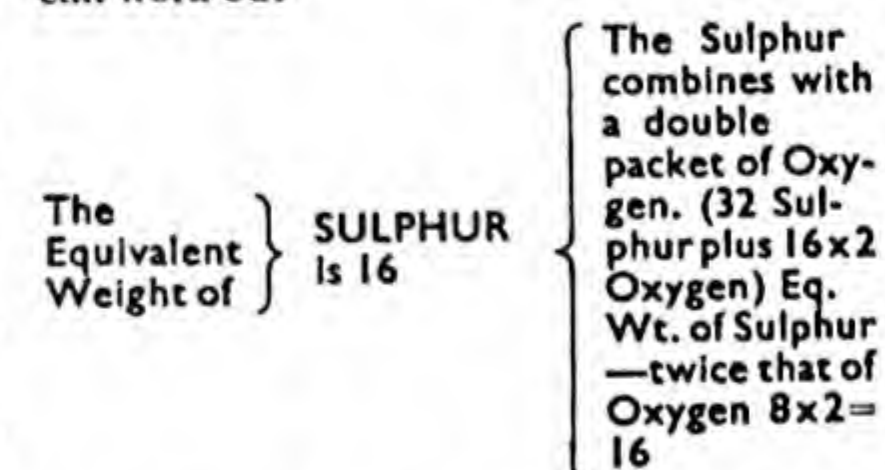 The
Equivalent
Weight of
SULPHUR
Is 16
The Sulphur
combines with
a double
packet of Oxy-
gen. (32 Sul-
phur plus 16x2
Oxygen) Eq.
Wt. of Sulphur
—twice that of
Oxygen 8x2=
16